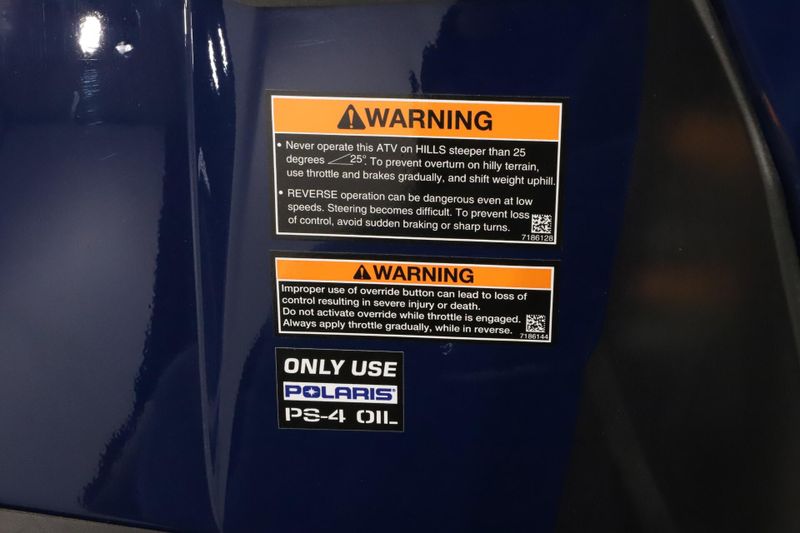 WARNING
• Never operate this ATV on HILLS steeper than 25
degrees 25°. To prevent overturn on hilly terrain,
use throttle and brakes gradually, and shift weight uphill.
• REVERSE operation can be dangerous even at low
speeds. Steering becomes difficult. To prevent loss
of control, avoid sudden braking or sharp turns.
7186128
WARNING
Improper use of override button can lead to loss of
control resulting in severe injury or death.
Do not activate override while throttle is engaged.
Always apply throttle gradually, while in reverse.
7186144
ONLY USE
POLARIS®
PS-4 OIL